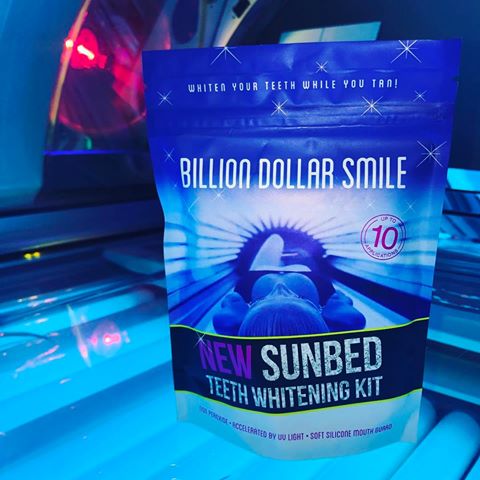 WHITEN YOUR TEETH WHILE YOU TAN!
BILLION DOLLAR SMILE
UP TO
10
APPLICATIONS
NEW SUNBED
TEETH WHITENING KIT
NON PEROXIDE • ACCELERATED BY UV LIGHT • SOFT SILICONE MOUTH GUARD